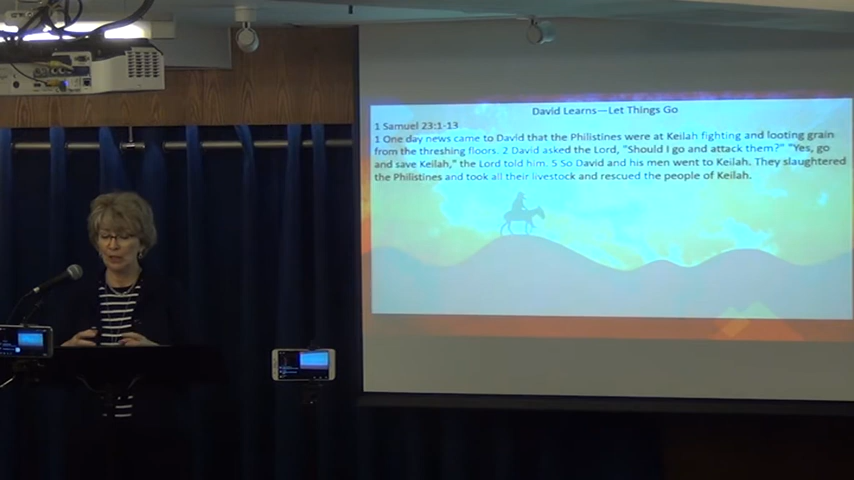 David Learns—Let Things Go
1 Samuel 23:1-13
1 One day news came to David that the Philistines were at Keilah fighting and looting grain
from the threshing floors. 2 David asked the Lord, "Should I go and attack them?" "Yes, go
and save Keilah," the Lord told him. 5 So David and his men went to Keilah. They slaughtered
the Philistines and took all their livestock and rescued the people of Keilah.